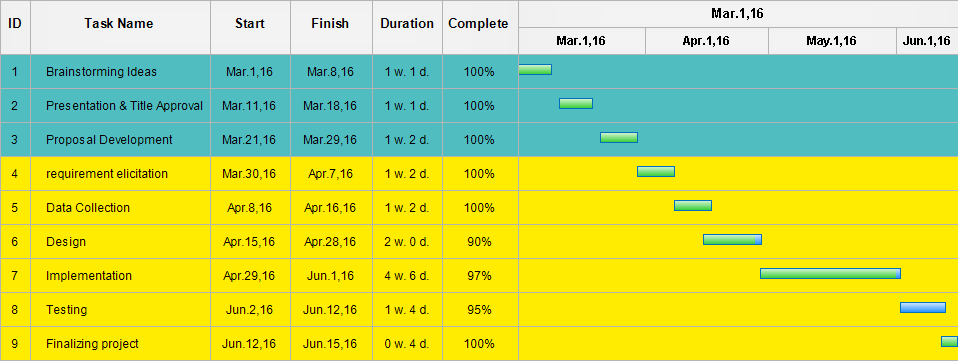 ID Task Name Start Finish Duration Complete Mar.1,16
Mar.1,16 Apr.1,16 May.1,16 Jun.1,16
1 Brainstorming Ideas Mar.1,16 Mar.8,16 1 w. 1 d. 100%
2 Presentation & Title Approval Mar.11,16 Mar.18,16 1 w. 1 d. 100%
3 Proposal Development Mar.21,16 Mar.29,16 1 w. 2 d. 100%
4 requirement elicitation Mar.30,16 Apr.7,16 1 w. 2 d. 100%
5 Data Collection Apr.8,16 Apr.16,16 1 w. 2 d. 100%
6 Design Apr.15,16 Apr.28,16 2 w. 0 d. 90%
7 Implementation Apr.29,16 Jun.1,16 4 w. 6 d. 97%
8 Testing Jun.2,16 Jun.12,16 1 w. 4 d. 95%
9 Finalizing project Jun.12,16 Jun.15,16 0 w. 4 d. 100%